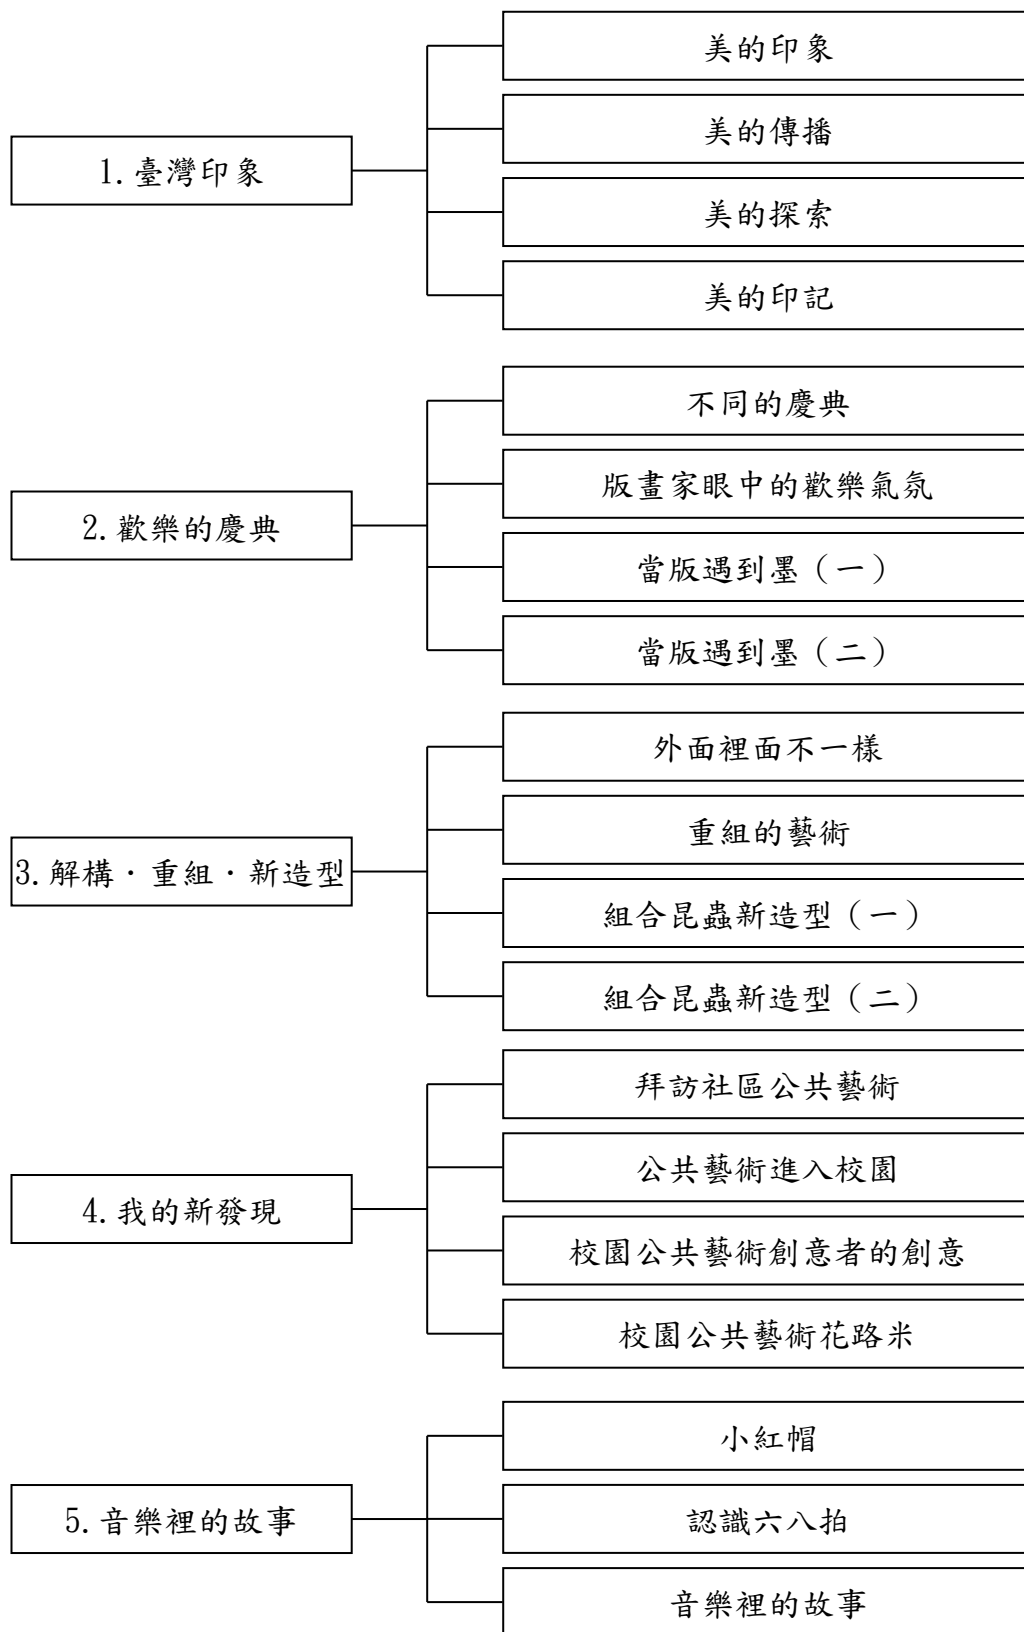 1.臺灣印象
美的印象
美的傳播
美的探索
美的印記
2.歡樂的慶典
不同的慶典
版畫家眼中的歡樂氣氛
當版遇到墨（一）
當版遇到墨（二）
3.解構．重組．新造型
外面裡面不一樣
重組的藝術
組合昆蟲新造型（一）
組合昆蟲新造型（二）
4.我的新發現
拜訪社區公共藝術
公共藝術進入校園
校園公共藝術創意者的創意
校園公共藝術花路米
5.音樂裡的故事
小紅帽
認識六八拍
音樂裡的故事